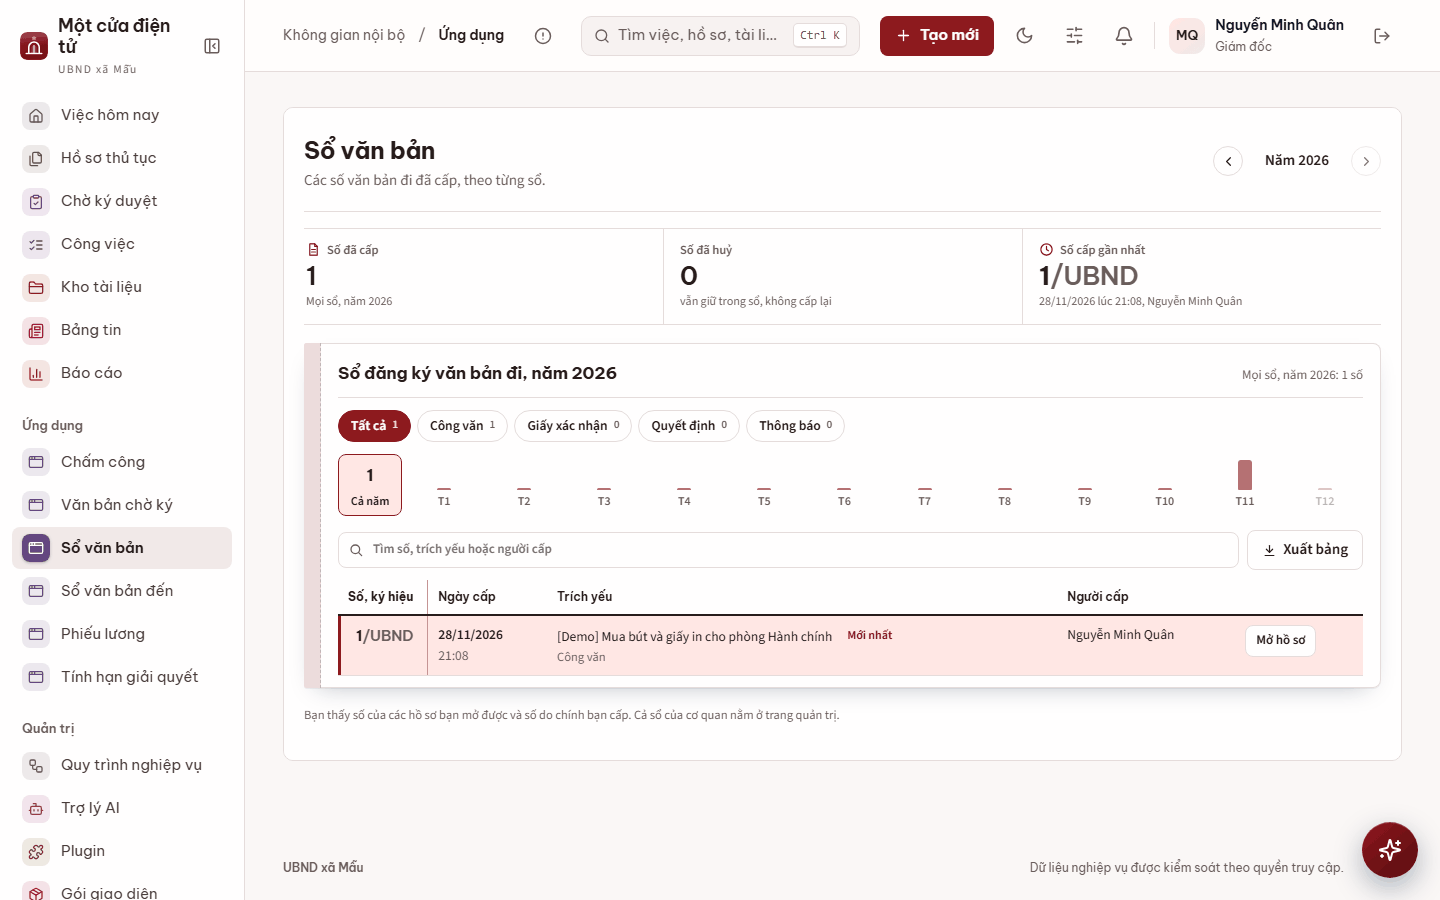 Một cửa điện tử
UBND xã Mẫu
Việc hôm nay
Hồ sơ thủ tục
Chờ ký duyệt
Công việc
Kho tài liệu
Bảng tin
Báo cáo
Ứng dụng
Chấm công
Văn bản chờ ký
Sổ văn bản
Sổ văn bản đến
Phiếu lương
Tính hạn giải quyết
Quản trị
Quy trình nghiệp vụ
Trợ lý AI
Plugin
Gói giao diện
Không gian nội bộ / Ứng dụng
Tìm việc, hồ sơ, tài li... Ctrl K
Tạo mới
MQ
Nguyễn Minh Quân
Giám đốc
Sổ văn bản
Các số văn bản đi đã cấp, theo từng sổ.
Năm 2026
Số đã cấp
1
Mọi sổ, năm 2026
Số đã huỷ
0
vẫn giữ trong sổ, không cấp lại
Số cấp gần nhất
1/UBND
28/11/2026 lúc 21:08, Nguyễn Minh Quân
Sổ đăng ký văn bản đi, năm 2026
Mọi sổ, năm 2026: 1 số
Tất cả 1
Công văn 1
Giấy xác nhận 0
Quyết định 0
Thông báo 0
1
Cả năm
T1 T2 T3 T4 T5 T6 T7 T8 T9 T10 T11 T12
Tìm số, trích yếu hoặc người cấp
Xuất bảng
Số, ký hiệu Ngày cấp Trích yếu Người cấp
1/UBND 28/11/2026 [Demo] Mua bút và giấy in cho phòng Hành chính Mới nhất Nguyễn Minh Quân Mở hồ sơ
21:08 Công văn
Bạn thấy số của các hồ sơ bạn mở được và số do chính bạn cấp. Cả sổ của cơ quan nằm ở trang quản trị.
UBND xã Mẫu
Dữ liệu nghiệp vụ được kiểm soát theo quyền truy cập.